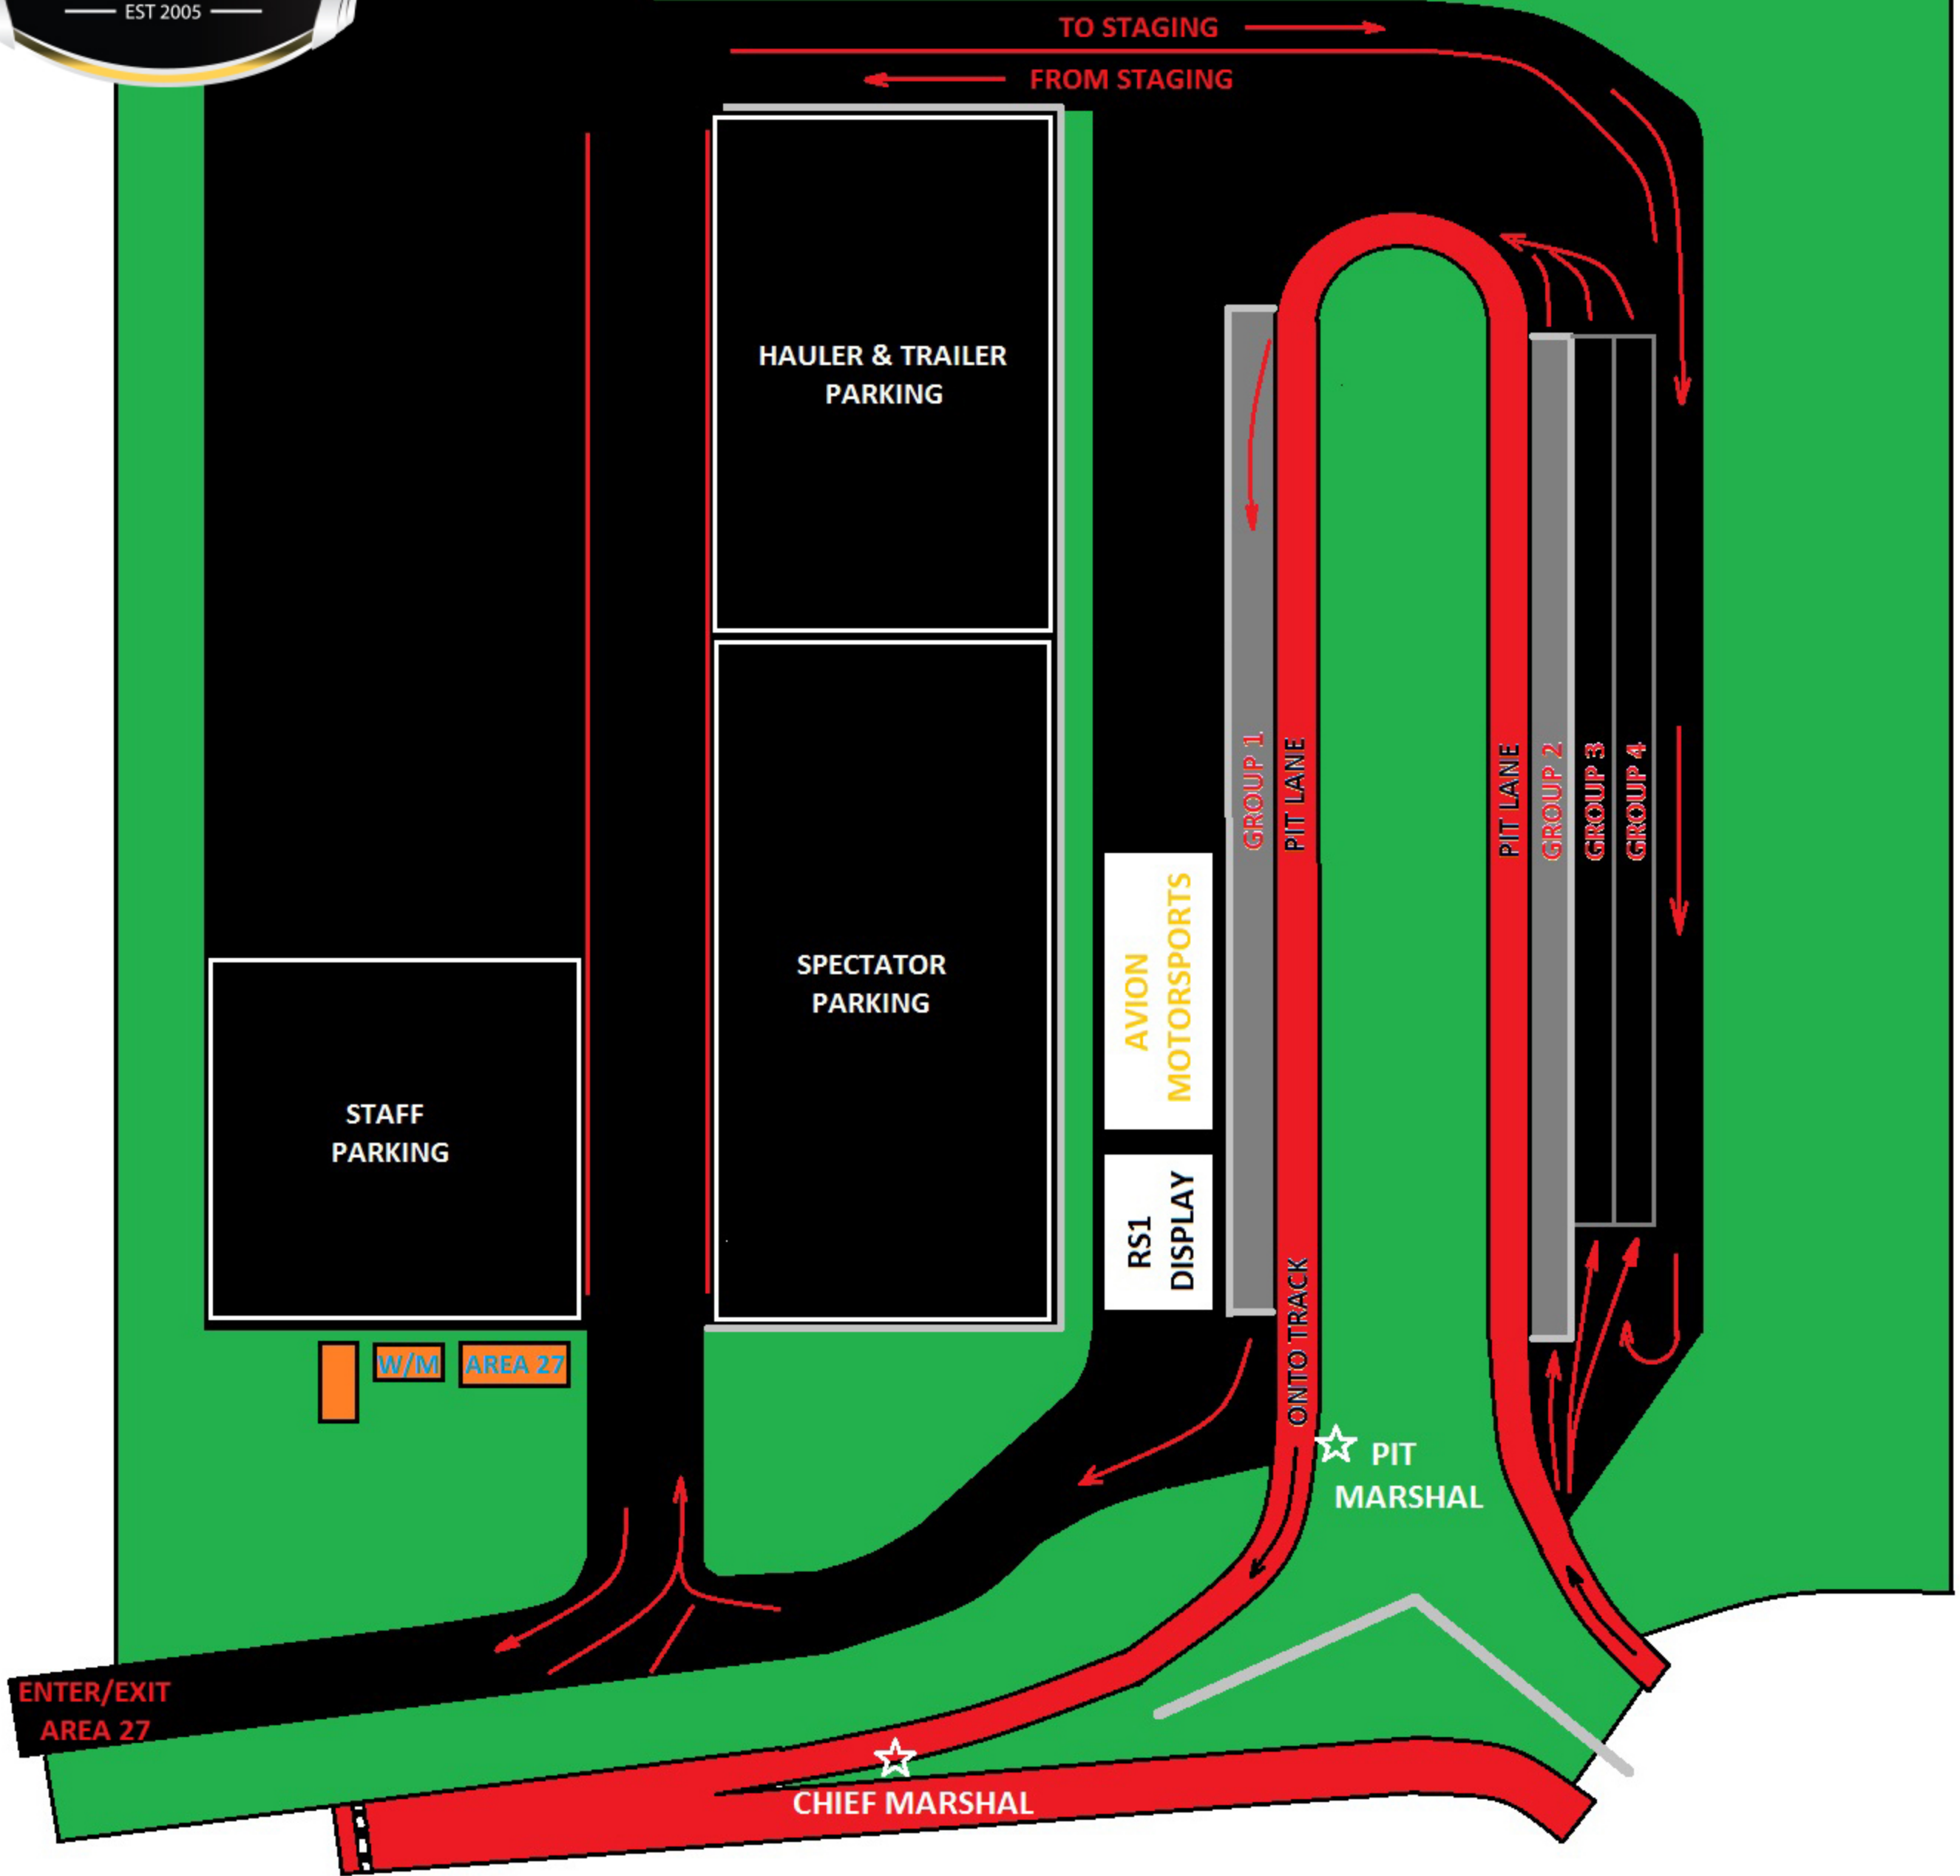 EST 2005
TO STAGING
FROM STAGING
HAULER & TRAILER
PARKING
GROUP 1
PIT LANE
PIT LANE
GROUP 2
GROUP 3
GROUP 4
AVION
MOTORSPORTS
SPECTATOR
PARKING
STAFF
PARKING
RS1
DISPLAY
ONTO TRACK
W/M
AREA 27
PIT
MARSHAL
ENTER/EXIT
AREA 27
CHIEF MARSHAL